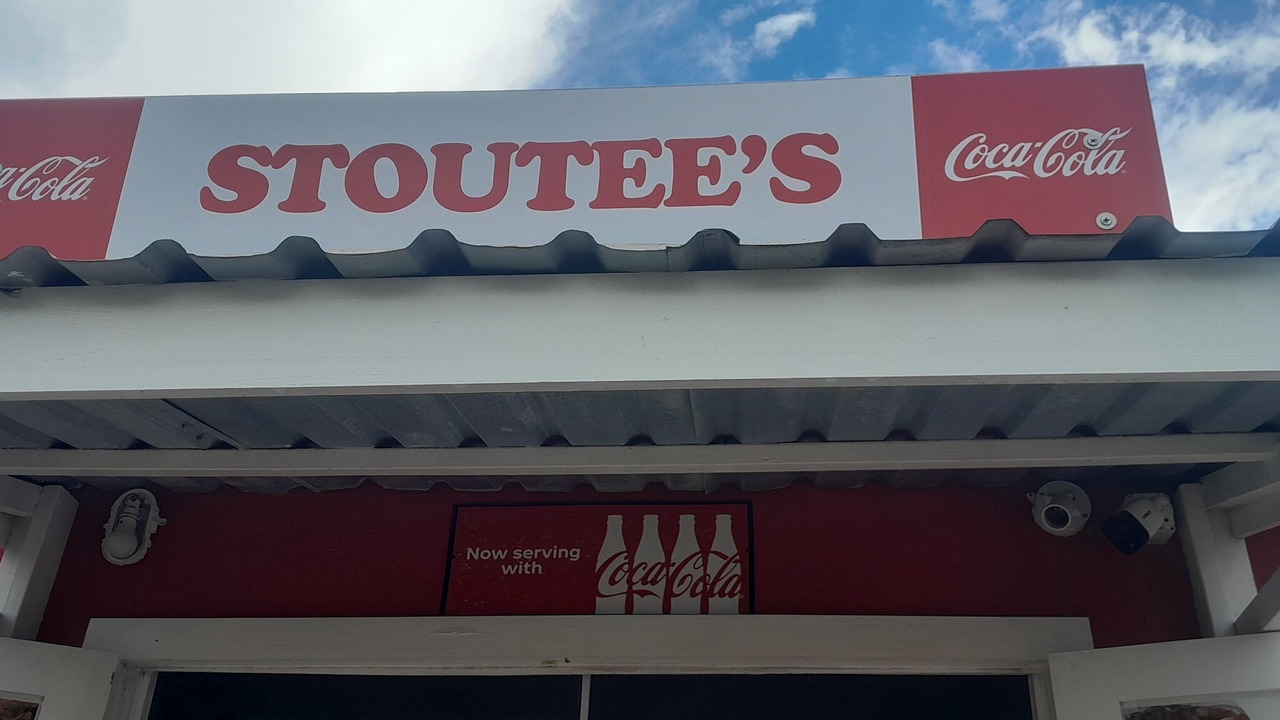 Coca-Cola
STOUTEE'S
Coca-Cola
Now serving
with
Coca-Cola